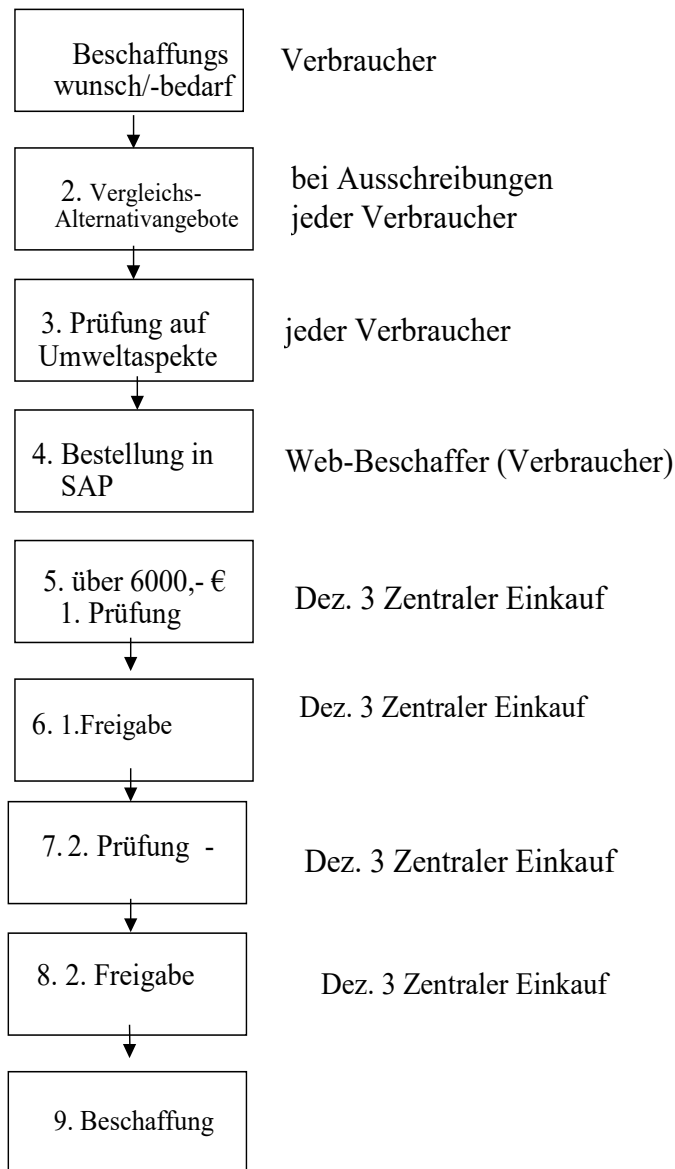 Beschaffungs
wunsch/-bedarf
Verbraucher
2. Vergleichs-
Alternativangebote
bei Ausschreibungen
jeder Verbraucher
3. Prüfung auf
Umweltaspekte
jeder Verbraucher
4. Bestellung in
SAP
Web-Beschaffer (Verbraucher)
5. über 6000,- €
1. Prüfung
Dez. 3 Zentraler Einkauf
6. 1.Freigabe
Dez. 3 Zentraler Einkauf
7. 2. Prüfung -
Dez. 3 Zentraler Einkauf
8. 2. Freigabe
Dez. 3 Zentraler Einkauf
9. Beschaffung